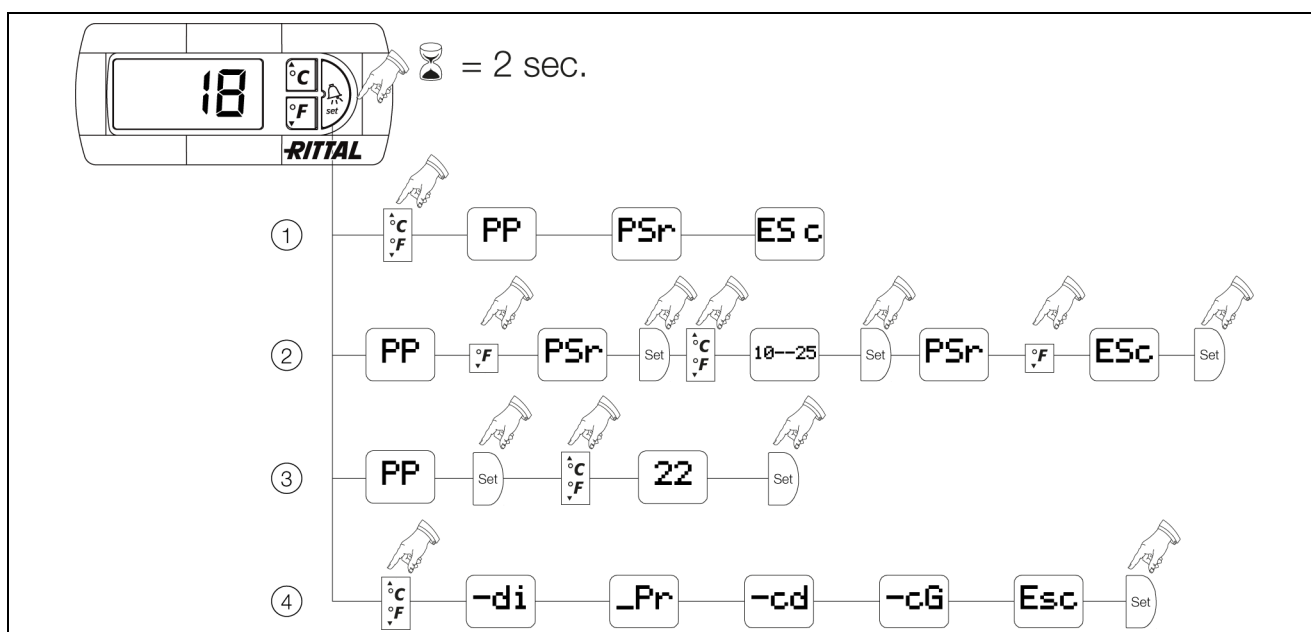 18
°C
°F
set
RITTAL
= 2 sec.
1
°C
°F
PP
PSr
ES c
2
PP
°F
PSr
Set
°C
°F
10--25
Set
PSr
°F
ESc
Set
3
PP
Set
°C
°F
22
Set
4
°C
°F
-di
_Pr
-cd
-cG
Esc
Set